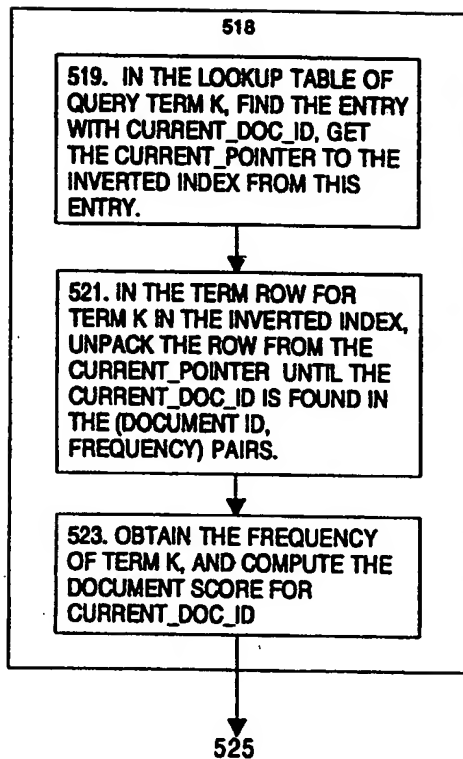 518
519. IN THE LOOKUP TABLE OF
QUERY TERM K, FIND THE ENTRY
WITH CURRENT_DOC_ID, GET
THE CURRENT_POINTER TO THE
INVERTED INDEX FROM THIS
ENTRY.
521. IN THE TERM ROW FOR
TERM K IN THE INVERTED INDEX,
UNPACK THE ROW FROM THE
CURRENT_POINTER UNTIL THE
CURRENT_DOC_ID IS FOUND IN
THE (DOCUMENT ID,
FREQUENCY) PAIRS.
523. OBTAIN THE FREQUENCY
OF TERM K, AND COMPUTE THE
DOCUMENT SCORE FOR
CURRENT_DOC_ID
525